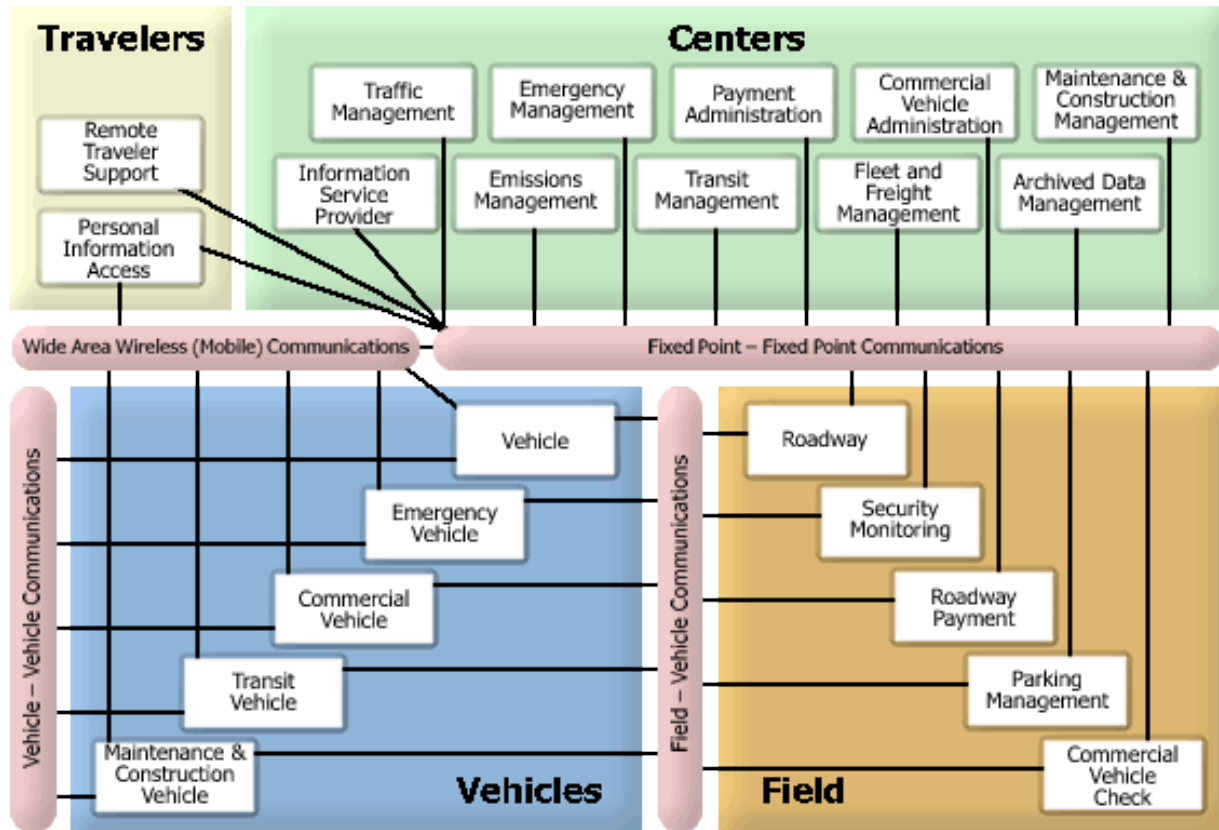 Travelers
Remote
Traveler
Support
Personal
Information
Access
Centers
Traffic
Management
Emergency
Management
Payment
Administration
Commercial
Vehicle
Administration
Maintenance &
Construction
Management
Information
Service
Provider
Emissions
Management
Transit
Management
Fleet and
Freight
Management
Archived Data
Management
Wide Area Wireless (Mobile) Communications
Fixed Point – Fixed Point Communications
Vehicle – Vehicle Communications
Vehicle
Emergency
Vehicle
Commercial
Vehicle
Transit
Vehicle
Maintenance &
Construction
Vehicle
Vehicles
Field – Vehicle Communications
Roadway
Security
Monitoring
Roadway
Payment
Parking
Management
Commercial
Vehicle
Check
Field